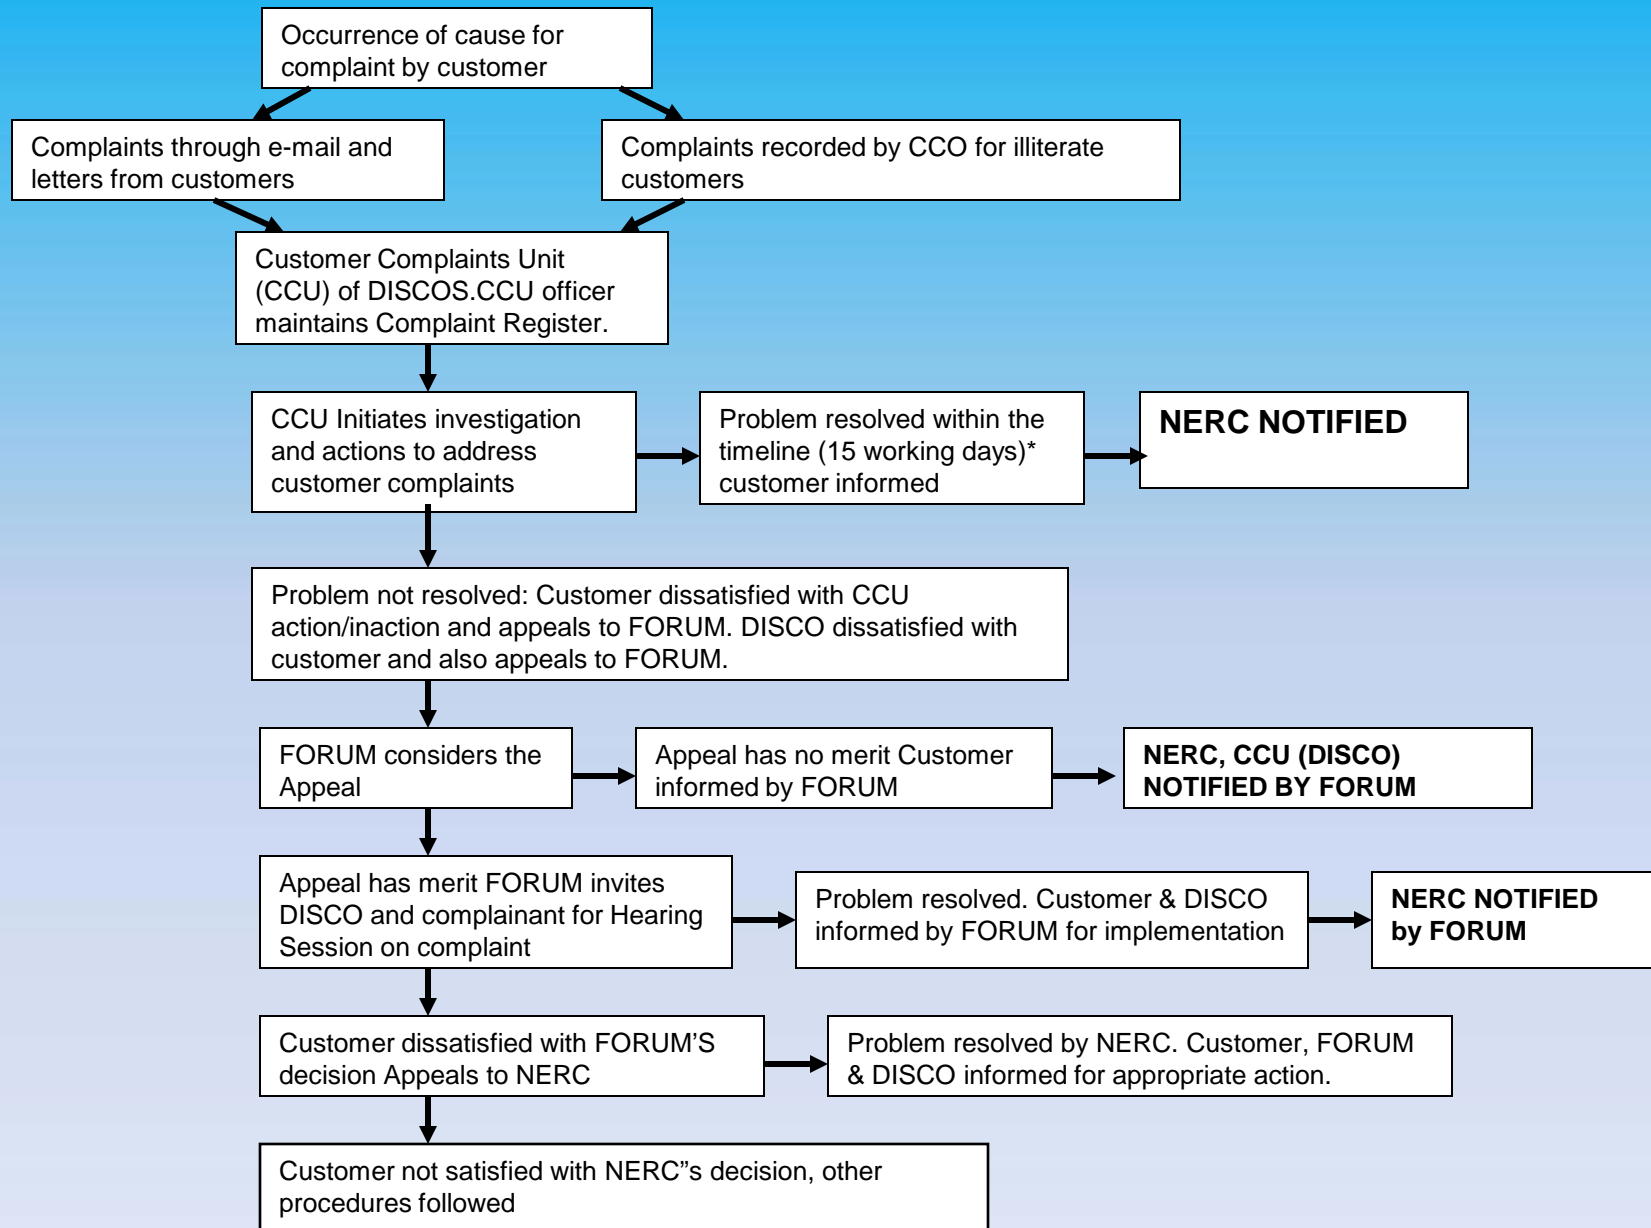 Occurrence of cause for
complaint by customer
Complaints through e-mail and
letters from customers
Complaints recorded by CCO for illiterate
customers
Customer Complaints Unit
(CCU) of DISCOS.CCU officer
maintains Complaint Register.
CCU Initiates investigation
and actions to address
customer complaints
Problem resolved within the
timeline (15 working days)*
customer informed
NERC NOTIFIED
Problem not resolved: Customer dissatisfied with CCU
action/inaction and appeals to FORUM. DISCO dissatisfied with
customer and also appeals to FORUM.
FORUM considers the
Appeal
Appeal has no merit Customer
informed by FORUM
NERC, CCU (DISCO)
NOTIFIED BY FORUM
Appeal has merit FORUM invites
DISCO and complainant for Hearing
Session on complaint
Problem resolved. Customer & DISCO
informed by FORUM for implementation
NERC NOTIFIED
by FORUM
Customer dissatisfied with FORUM’S
decision Appeals to NERC
Problem resolved by NERC. Customer, FORUM
& DISCO informed for appropriate action.
Customer not satisfied with NERC”s decision, other
procedures followed